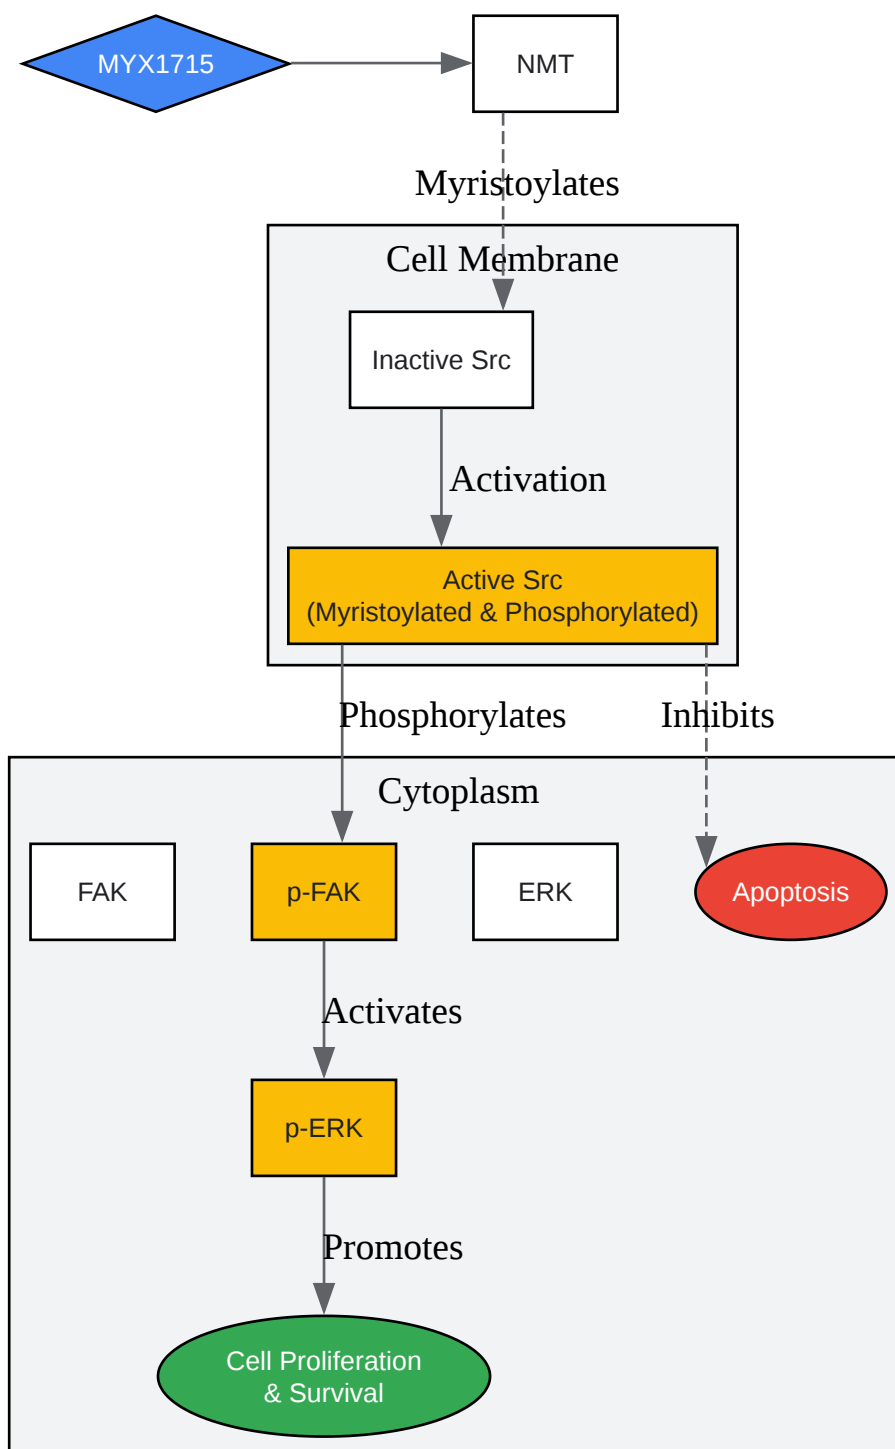 MYX1715
NMT
Myristoylates
Cell Membrane
Inactive Src
Activation
Active Src
(Myristoylated & Phosphorylated)
Phosphorylates
Inhibits
Cytoplasm
FAK
p-FAK
ERK
Apoptosis
Activates
p-ERK
Promotes
Cell Proliferation
& Survival